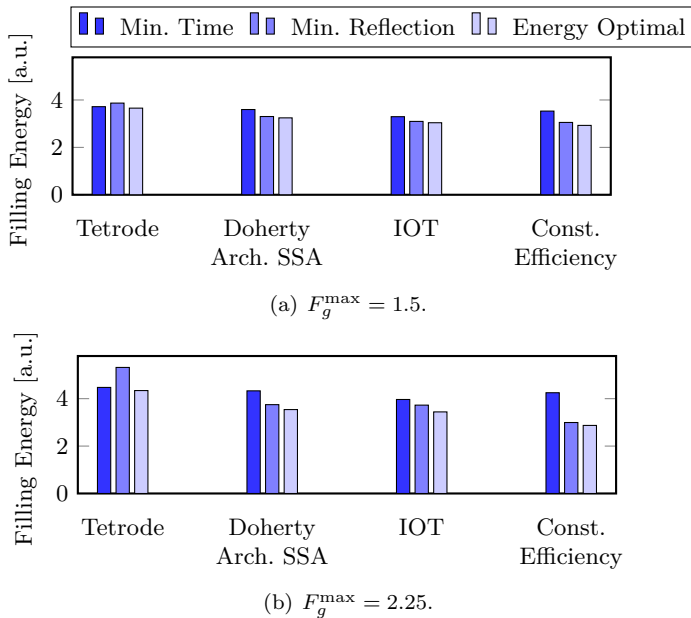 Min. Time Min. Reflection Energy Optimal
Filling Energy [a.u.]
4
2
0
Tetrode Doherty Arch. SSA IOT Const. Efficiency
(a) F_g^max = 1.5.
Filling Energy [a.u.]
4
2
0
Tetrode Doherty Arch. SSA IOT Const. Efficiency
(b) F_g^max = 2.25.